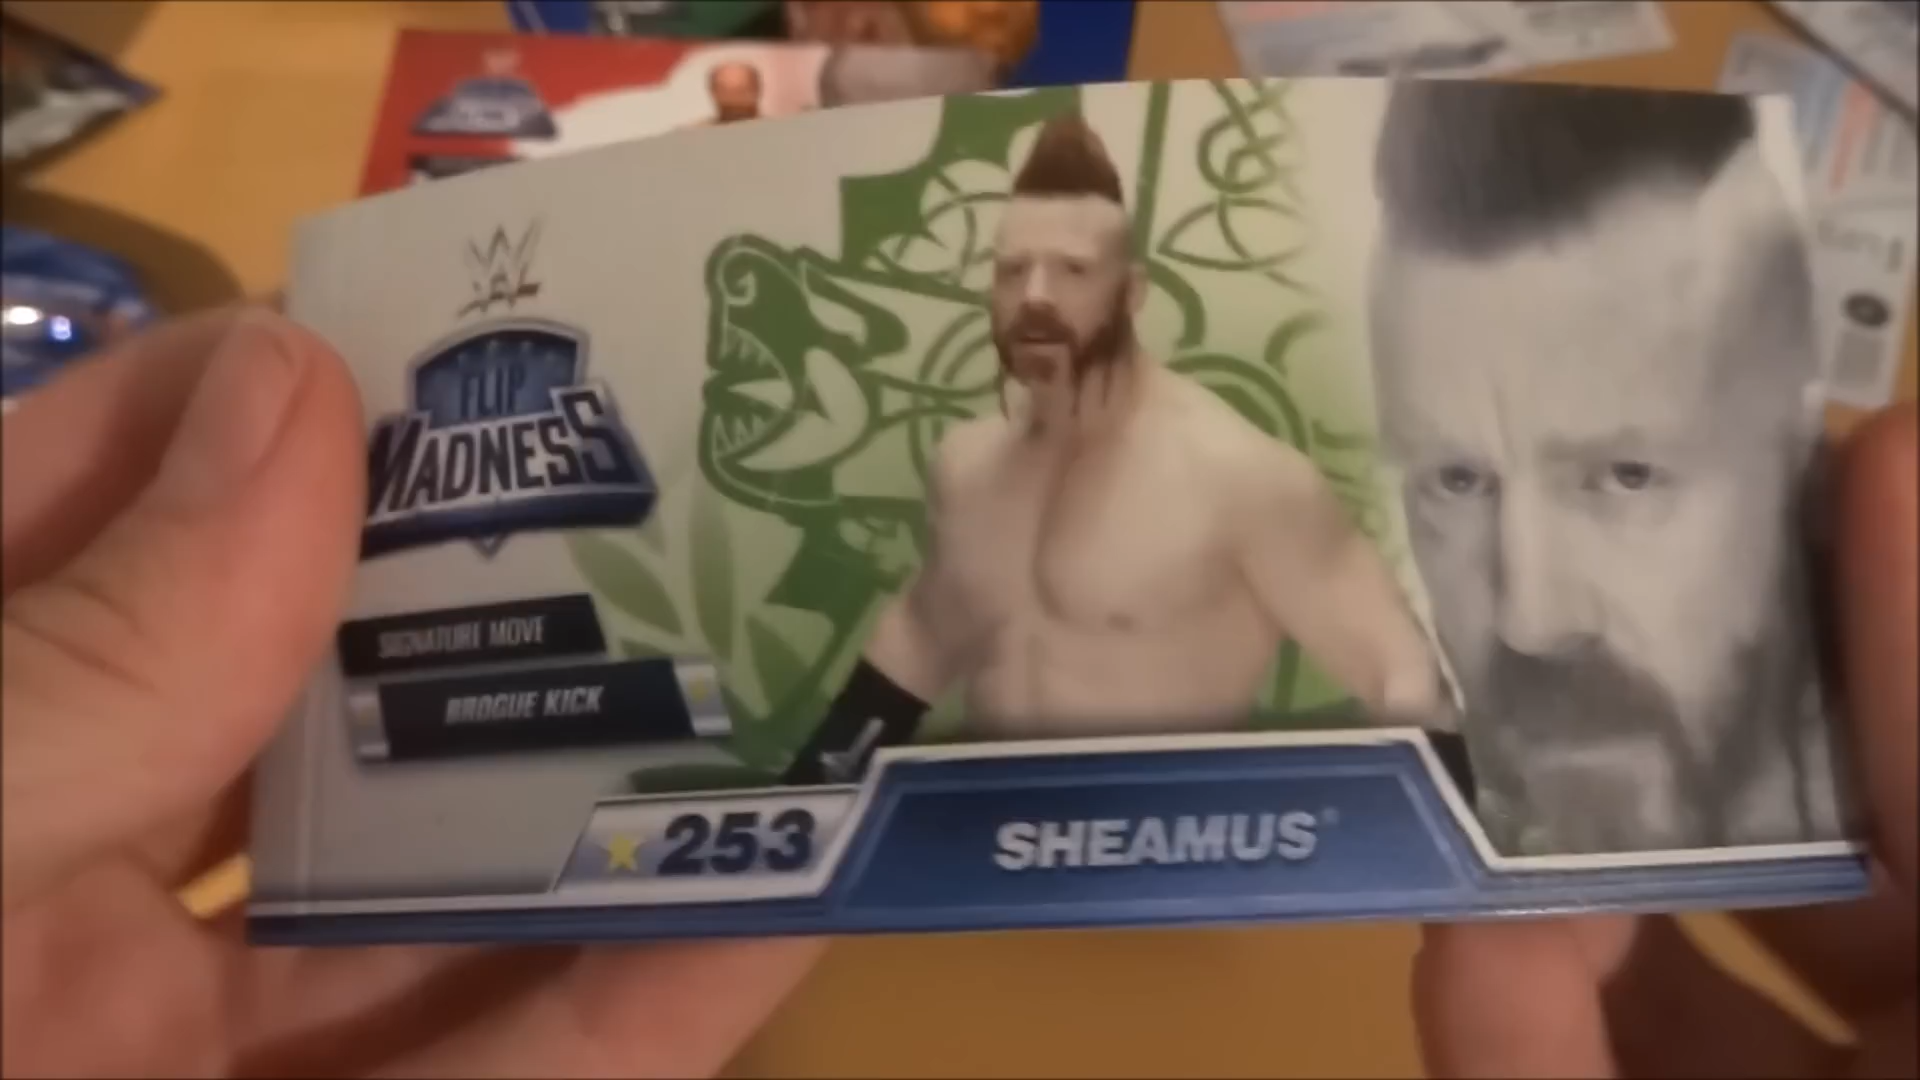 FLIP
MADNESS
SIGNATURE MOVE
BROGUE KICK
253
SHEAMUS